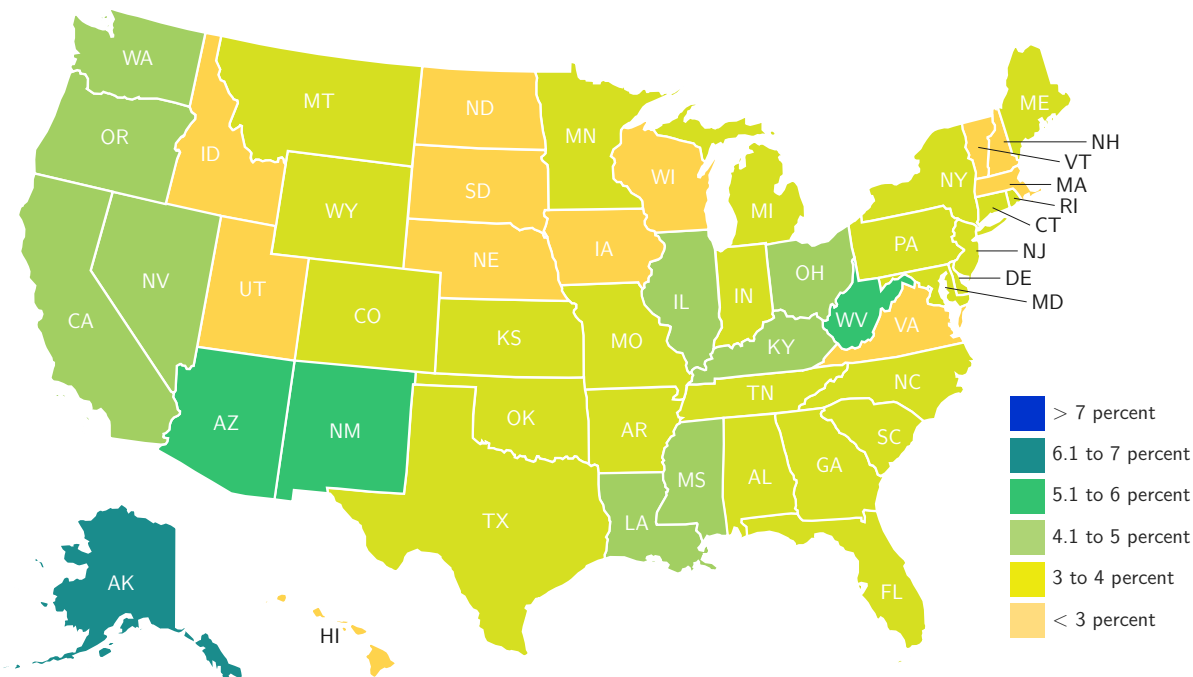 WA
ME
MT
ND
OR
MN
NH
ID
VT
WI
NY
MA
SD
RI
WY
MI
CT
PA
NJ
NE
IA
OH
DE
NV
UT
IN
IL
MD
CO
WV
CA
VA
KS
MO
KY
NC
TN
> 7 percent
OK
AZ
NM
AR
SC
6.1 to 7 percent
GA
MS
AL
5.1 to 6 percent
TX
LA
4.1 to 5 percent
AK
3 to 4 percent
FL
< 3 percent
HI